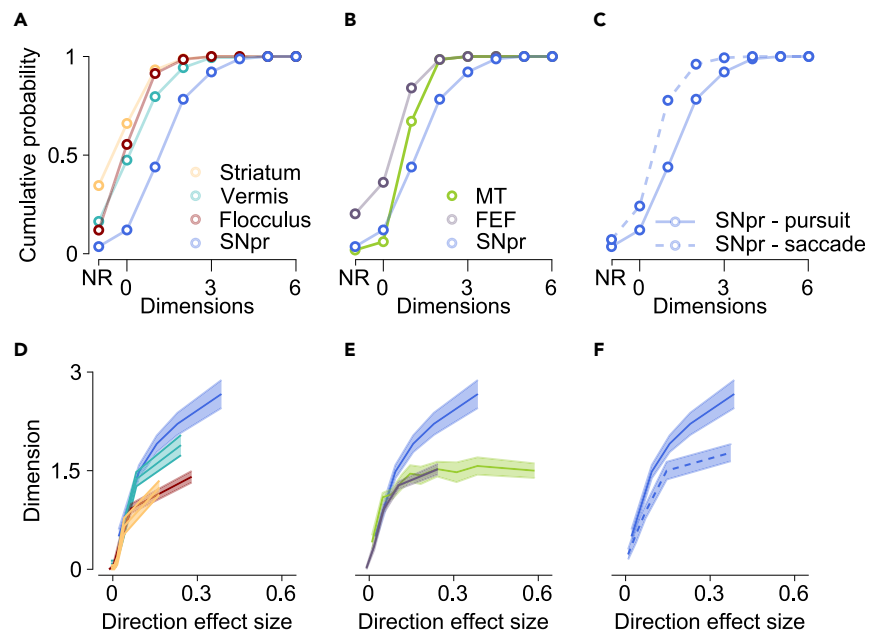 A
B
C
Cumulative probability
1
0.5
0
Striatum
Vermis
Flocculus
SNpr
MT
FEF
SNpr
SNpr - pursuit
SNpr - saccade
NR 0 3 6
Dimensions
NR 0 3 6
Dimensions
NR 0 3 6
Dimensions
D
E
F
Dimension
3
1.5
0
0 0.3 0.6
Direction effect size
0 0.3 0.6
Direction effect size
0 0.3 0.6
Direction effect size